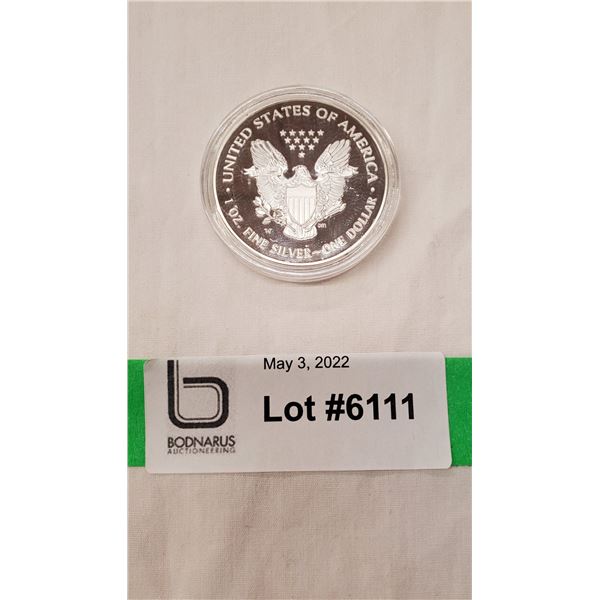 UNITED STATES OF AMERICA
1 OZ. FINE SILVER~ONE DOLLAR
May 3, 2022
Lot #6111
b
BODNARUS
AUCTIONEERING